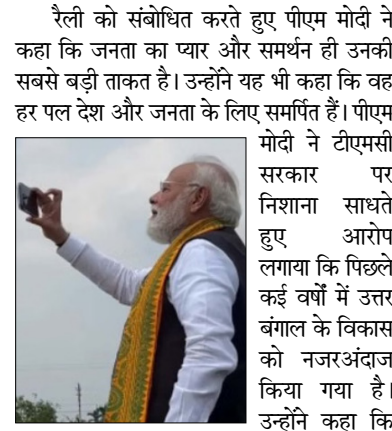 रैली को संबोधित करते हुए पीएम मोदी ने
कहा कि जनता का प्यार और समर्थन ही उनकी
सबसे बड़ी ताकत है। उन्होंने यह भी कहा कि वह
हर पल देश और जनता के लिए समर्पित हैं। पीएम
मोदी ने टीएमसी
सरकार पर
निशाना साधते
हुए आरोप
लगाया कि पिछले
कई वर्षों में उत्तर
बंगाल के विकास
को नजरअंदाज
किया गया है।
उन्होंने कहा कि